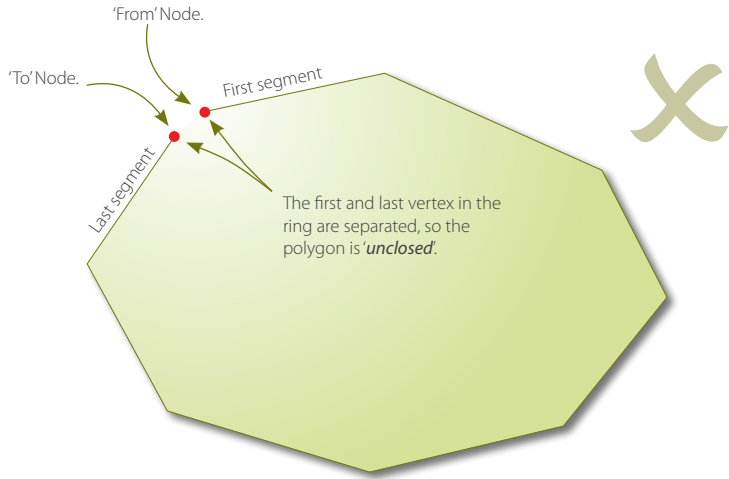 ‘From’ Node.
‘To’ Node.
First segment
Last segment
The first and last vertex in the
ring are separated, so the
polygon is ‘unclosed’.